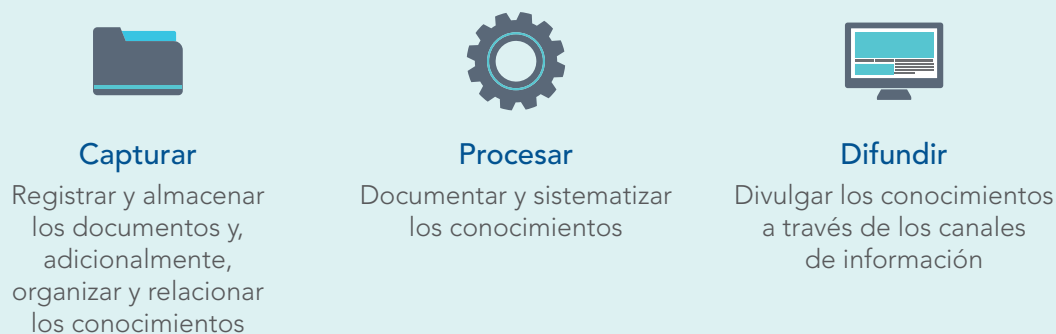 Capturar
Registrar y almacenar
los documentos y,
adicionalmente,
organizar y relacionar
los conocimientos
Procesar
Documentar y sistematizar
los conocimientos
Difundir
Divulgar los conocimientos
a través de los canales
de información